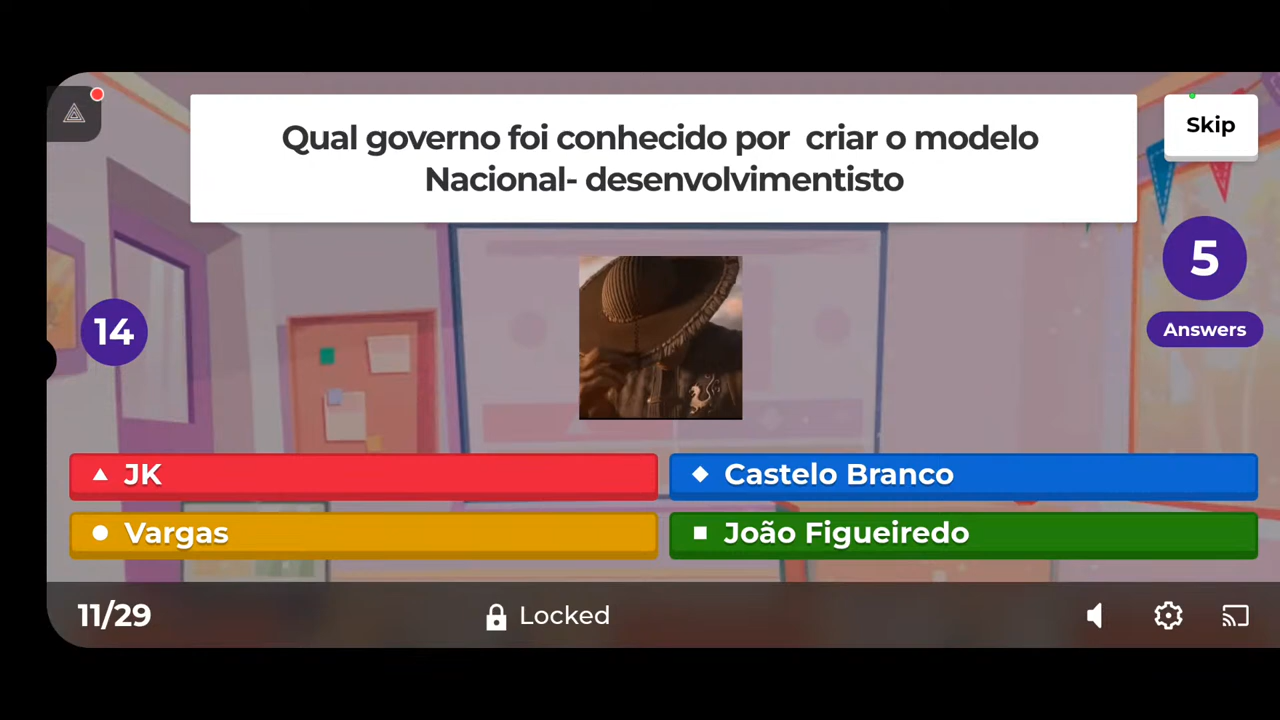 Qual governo foi conhecido por  criar o modelo
Nacional- desenvolvimentisto
Skip
5
Answers
14
JK
Castelo Branco
Vargas
João Figueiredo
11/29
Locked